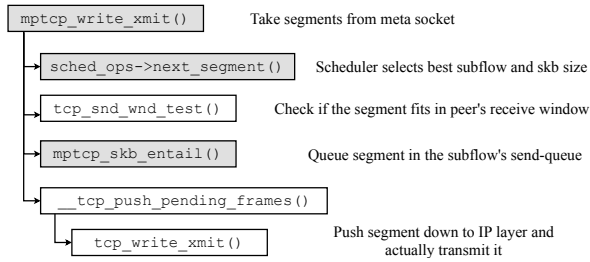 mptcp_write_xmit() Take segments from meta socket
sched_ops->next_segment() Scheduler selects best subflow and skb size
tcp_snd_wnd_test() Check if the segment fits in peer's receive window
mptcp_skb_entail() Queue segment in the subflow's send-queue
__tcp_push_pending_frames()
tcp_write_xmit() Push segment down to IP layer and
actually transmit it